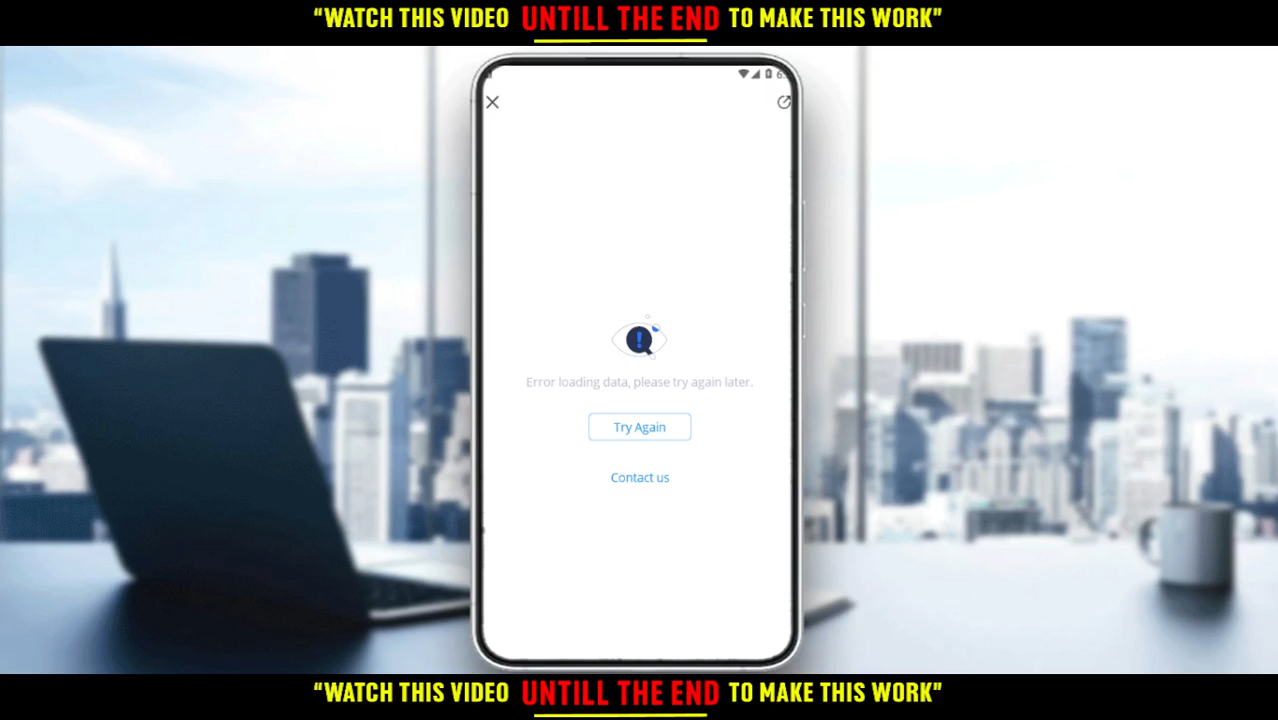 “WATCH THIS VIDEO UNTILL THE END TO MAKE THIS WORK”
Error loading data, please try again later.
Try Again
Contact us
“WATCH THIS VIDEO UNTILL THE END TO MAKE THIS WORK”